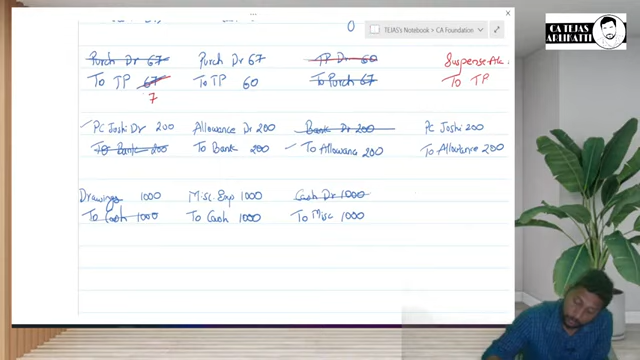 TEJAS's Notebook > CA Foundation
CA TEJAS
ARLIKATTI
0
Purch Dr 67 Purch Dr 67 TP Dr 60 Suspense A/c
To TP 67 To TP 60 To Purch 67 To TP
7
PC Joshi Dr 200 Allowance Dr 200 Bank Dr 200 PC Joshi 200
To Bank 200 To Bank 200 To Allowance 200 To Allowance 200
Drawings 1000 Misc. Exp 1000 Cash Dr 1000
To Cash 1000 To Cash 1000 To Misc 1000